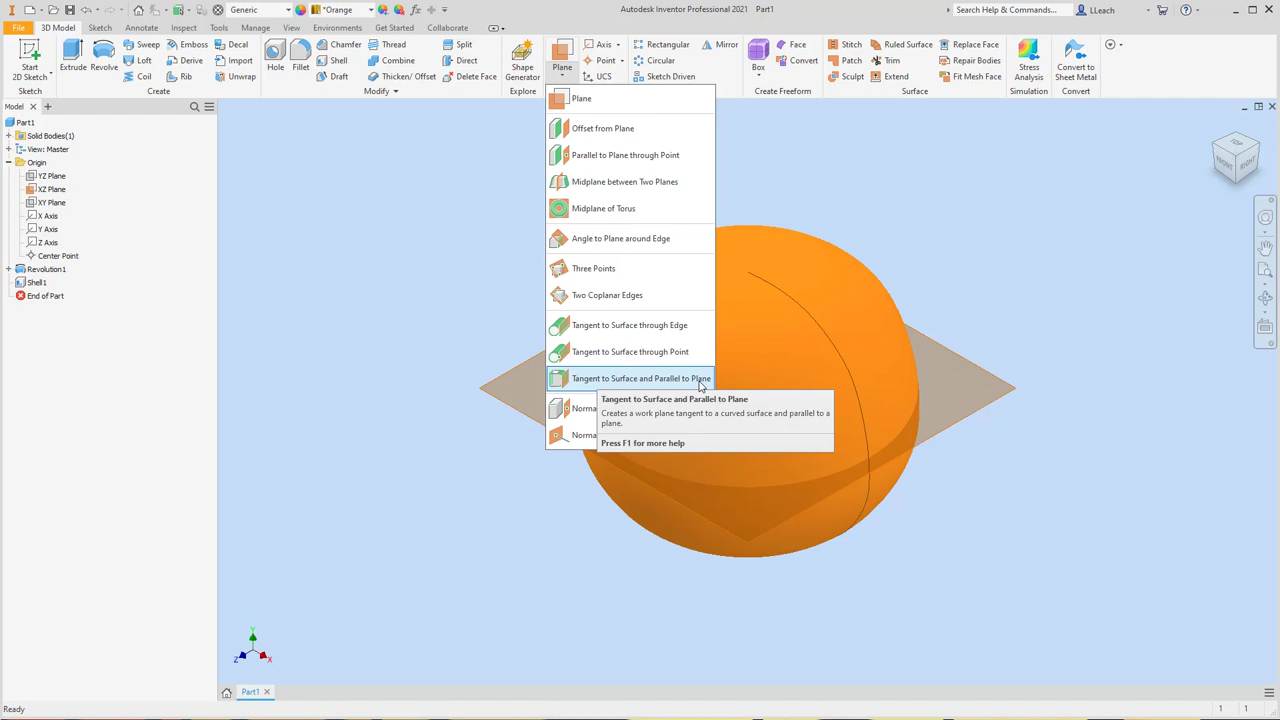 Generic
*Orange
Autodesk Inventor Professional 2021 Part1
Search Help & Commands...
LLeach
File
3D Model
Sketch
Annotate
Inspect
Tools
Manage
View
Environments
Get Started
Collaborate
Start
2D Sketch
Sketch
Extrude
Revolve
Sweep
Loft
Coil
Emboss
Derive
Rib
Decal
Import
Unwrap
Create
Hole
Fillet
Chamfer
Shell
Draft
Thread
Combine
Thicken/ Offset
Split
Direct
Delete Face
Modify
Shape
Generator
Explore
Plane
Axis
Point
UCS
Rectangular
Circular
Sketch Driven
Mirror
Box
Face
Convert
Create Freeform
Stitch
Patch
Sculpt
Ruled Surface
Trim
Extend
Replace Face
Repair Bodies
Fit Mesh Face
Surface
Stress
Analysis
Simulation
Convert to
Sheet Metal
Convert
Model
Part1
Solid Bodies(1)
View: Master
Origin
YZ Plane
XZ Plane
XY Plane
X Axis
Y Axis
Z Axis
Center Point
Revolution1
Shell1
End of Part
Plane
Offset from Plane
Parallel to Plane through Point
Midplane between Two Planes
Midplane of Torus
Angle to Plane around Edge
Three Points
Two Coplanar Edges
Tangent to Surface through Edge
Tangent to Surface through Point
Tangent to Surface and Parallel to Plane
Norma
Norma
Tangent to Surface and Parallel to Plane
Creates a work plane tangent to a curved surface and parallel to a
plane.
Press F1 for more help
TOP
FRONT
RIGHT
Y
Z
X
Part1
Ready
1
1